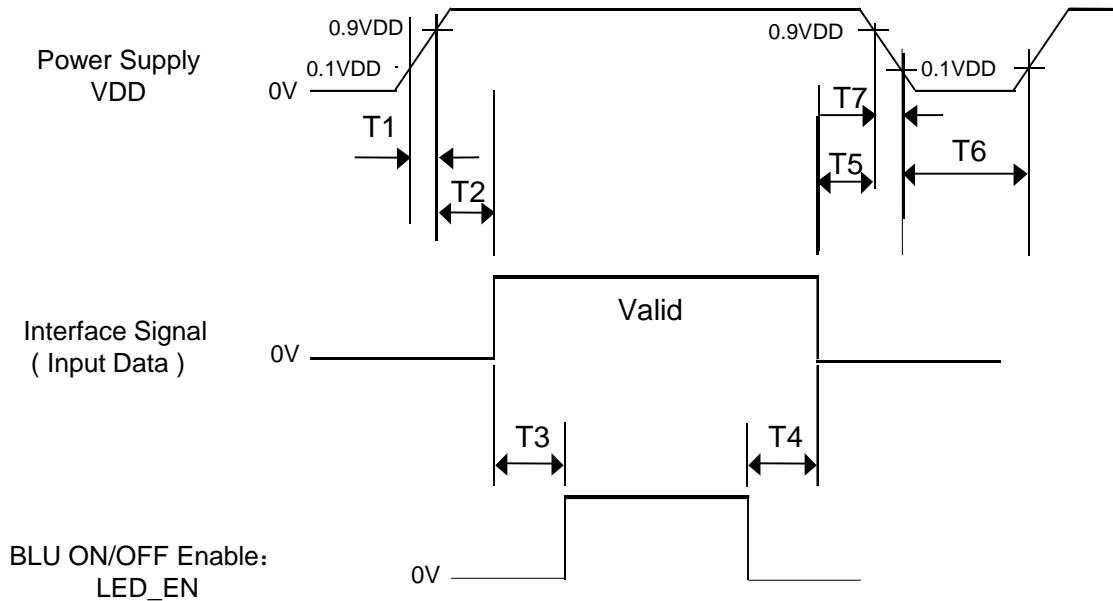 0.9VDD
0.9VDD
Power Supply
VDD
0.1VDD
0.1VDD
0V
T1
T7
T2
T5
T6
Valid
Interface Signal
( Input Data )
0V
T3
T4
BLU ON/OFF Enable：
LED_EN
0V